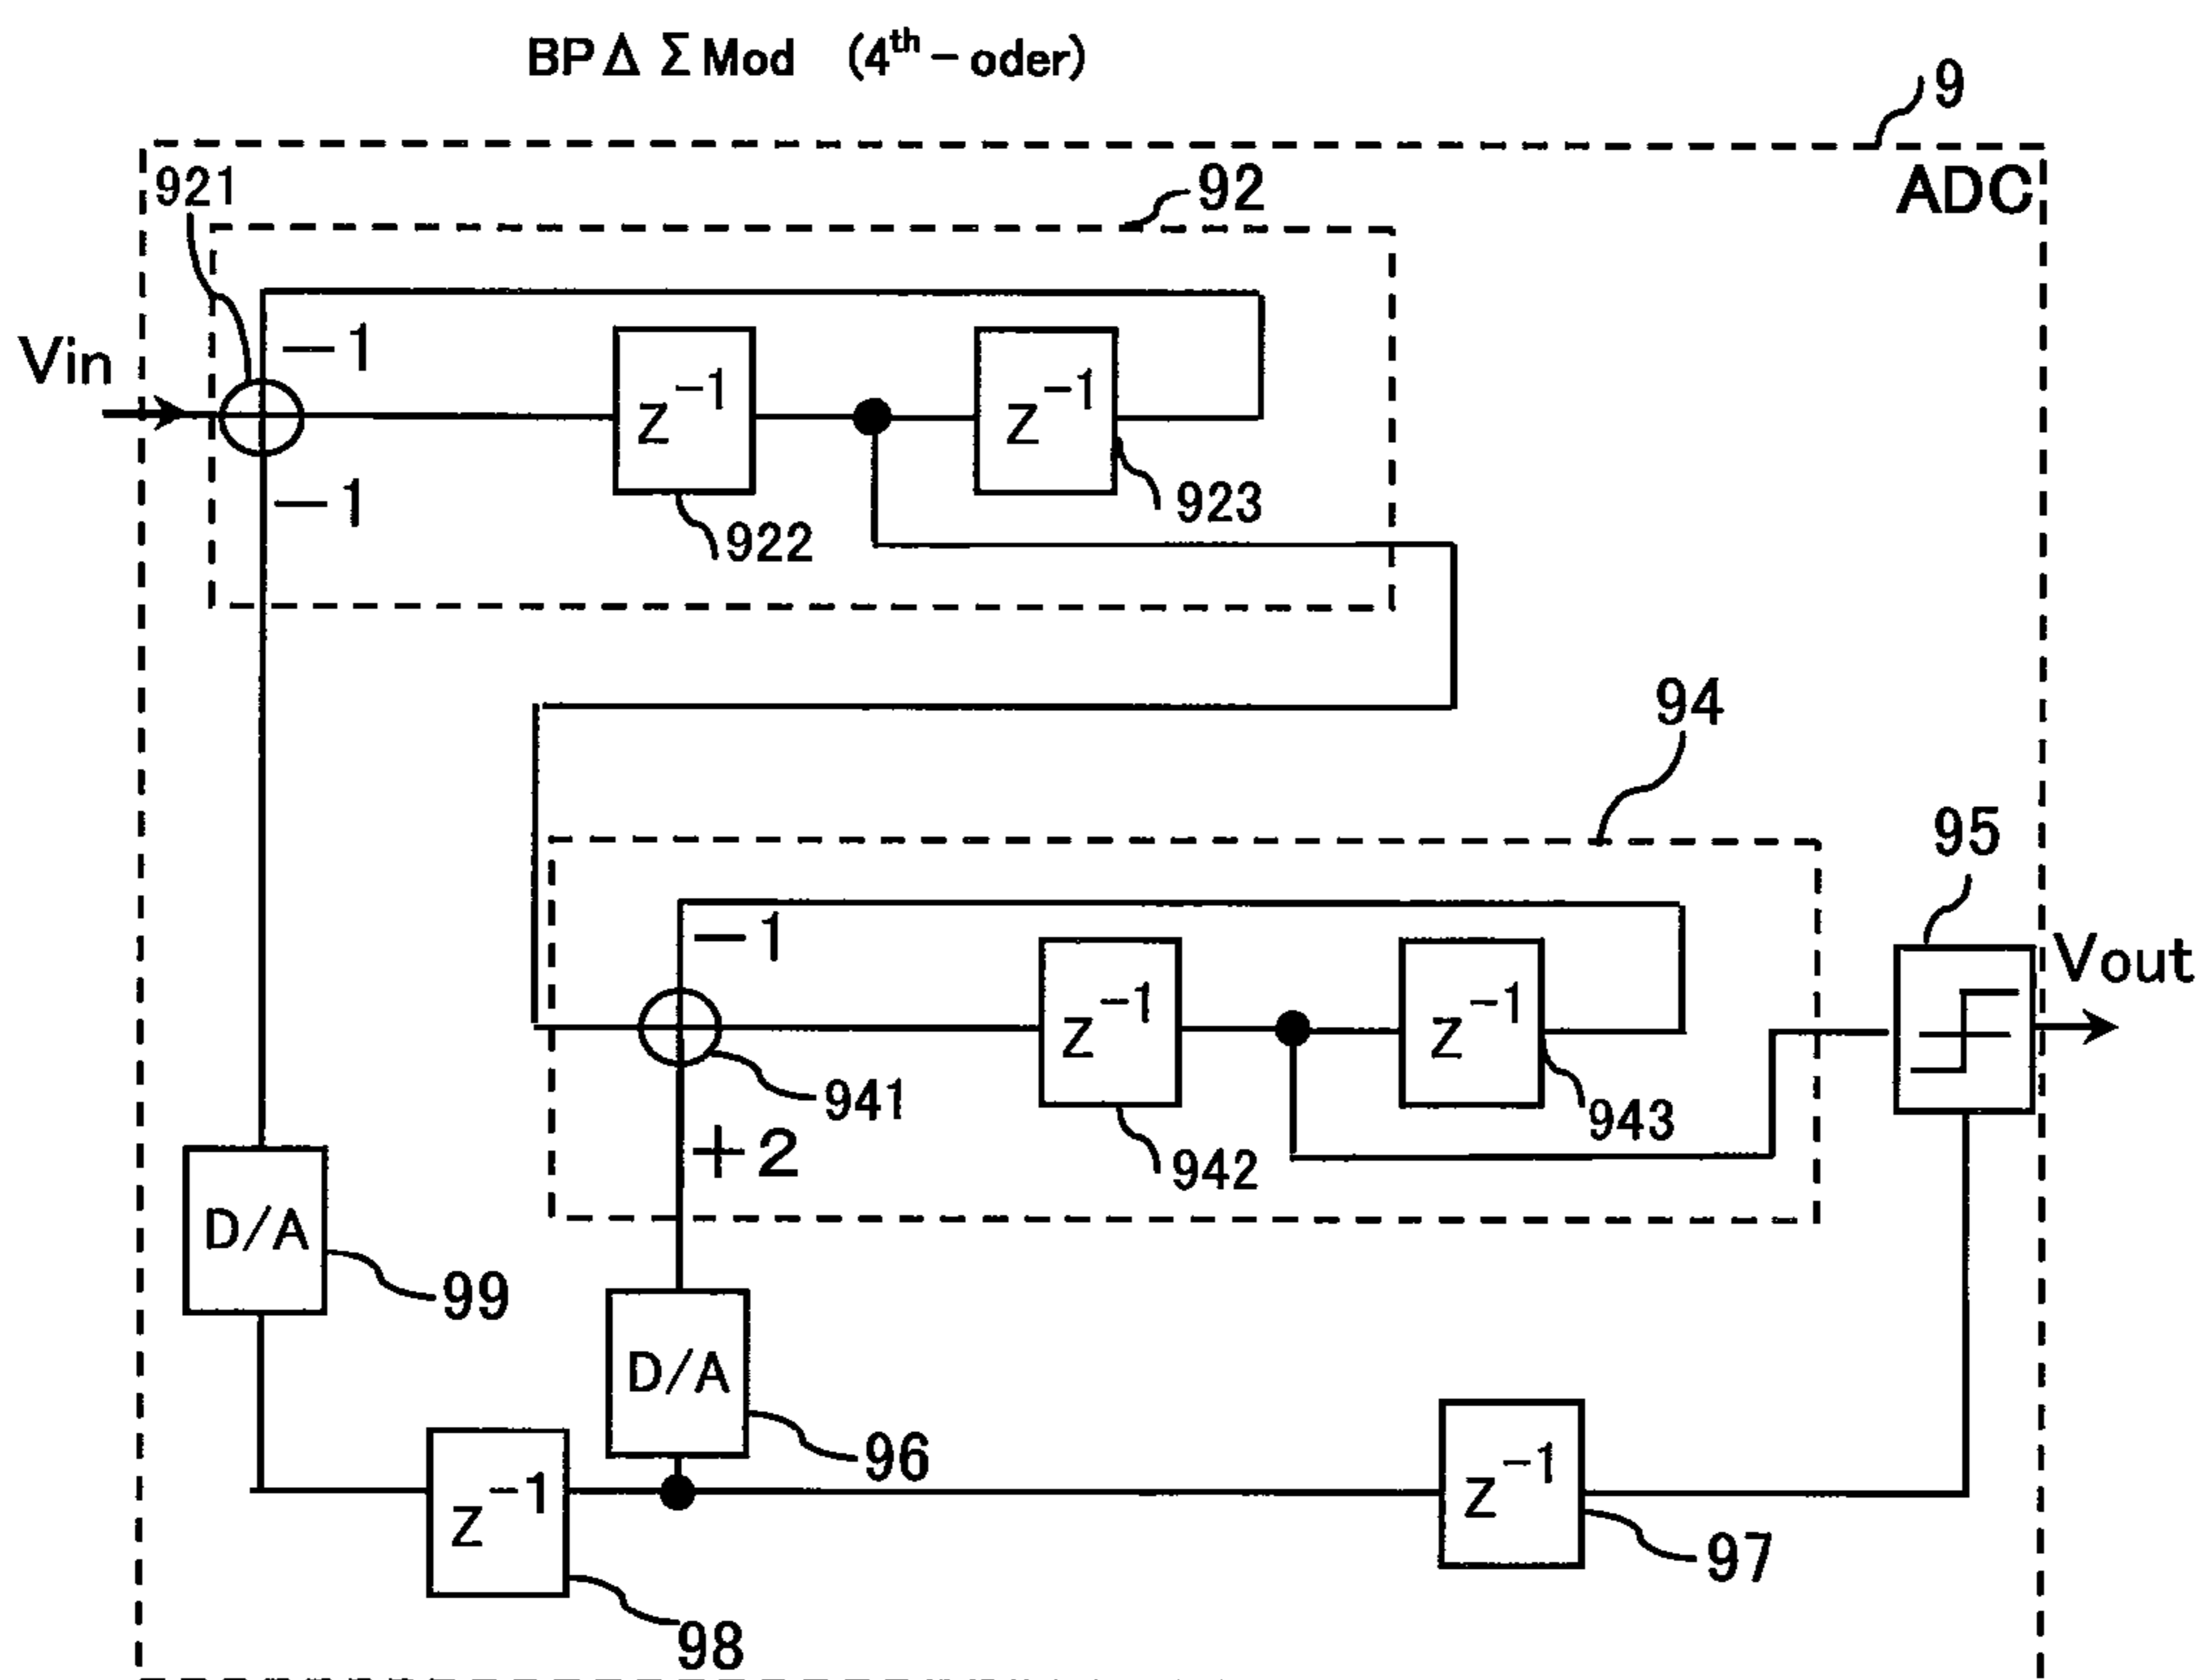 BPΔΣMod (4th-oder)
9
ADC
921
92
Vin
-1
Z-1
Z-1
-1
922
923
94
95
-1
Z-1
Z-1
Vout
941
942
943
+2
D/A
99
D/A
96
Z-1
98
Z-1
97